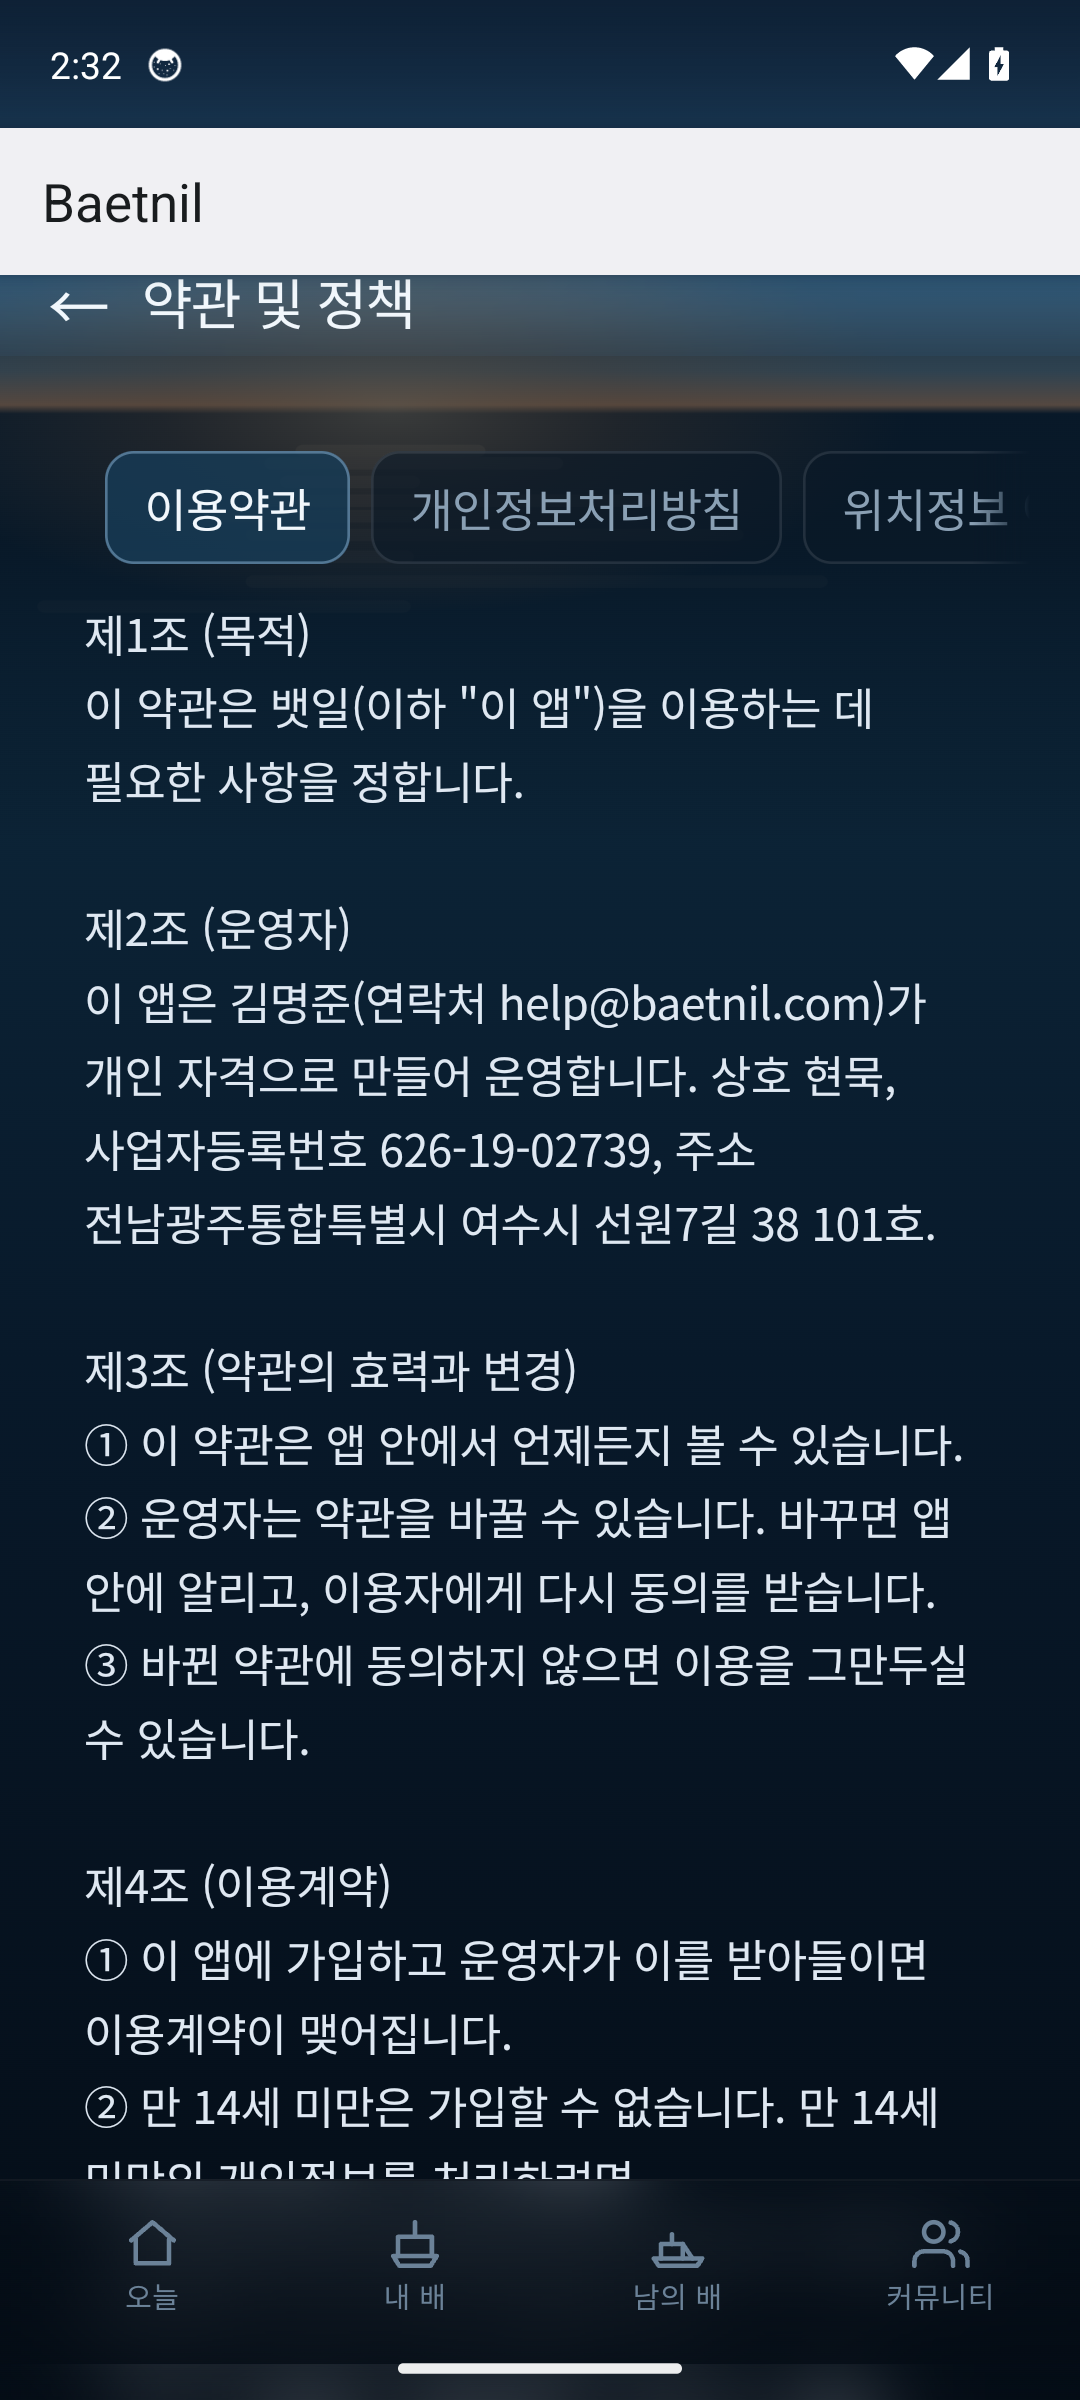 2:32
Baetnil
← 약관 및 정책
이용약관 개인정보처리방침 위치정보
제1조 (목적)
이 약관은 뱃일(이하 "이 앱")을 이용하는 데
필요한 사항을 정합니다.
제2조 (운영자)
이 앱은 김명준(연락처 help@baetnil.com)가
개인 자격으로 만들어 운영합니다. 상호 현묵,
사업자등록번호 626-19-02739, 주소
전남광주통합특별시 여수시 선원7길 38 101호.
제3조 (약관의 효력과 변경)
① 이 약관은 앱 안에서 언제든지 볼 수 있습니다.
② 운영자는 약관을 바꿀 수 있습니다. 바꾸면 앱
안에 알리고, 이용자에게 다시 동의를 받습니다.
③ 바뀐 약관에 동의하지 않으면 이용을 그만두실
수 있습니다.
제4조 (이용계약)
① 이 앱에 가입하고 운영자가 이를 받아들이면
이용계약이 맺어집니다.
② 만 14세 미만은 가입할 수 없습니다. 만 14세
미만의 개인정보를 처리하려면
오늘 내 배 남의 배 커뮤니티